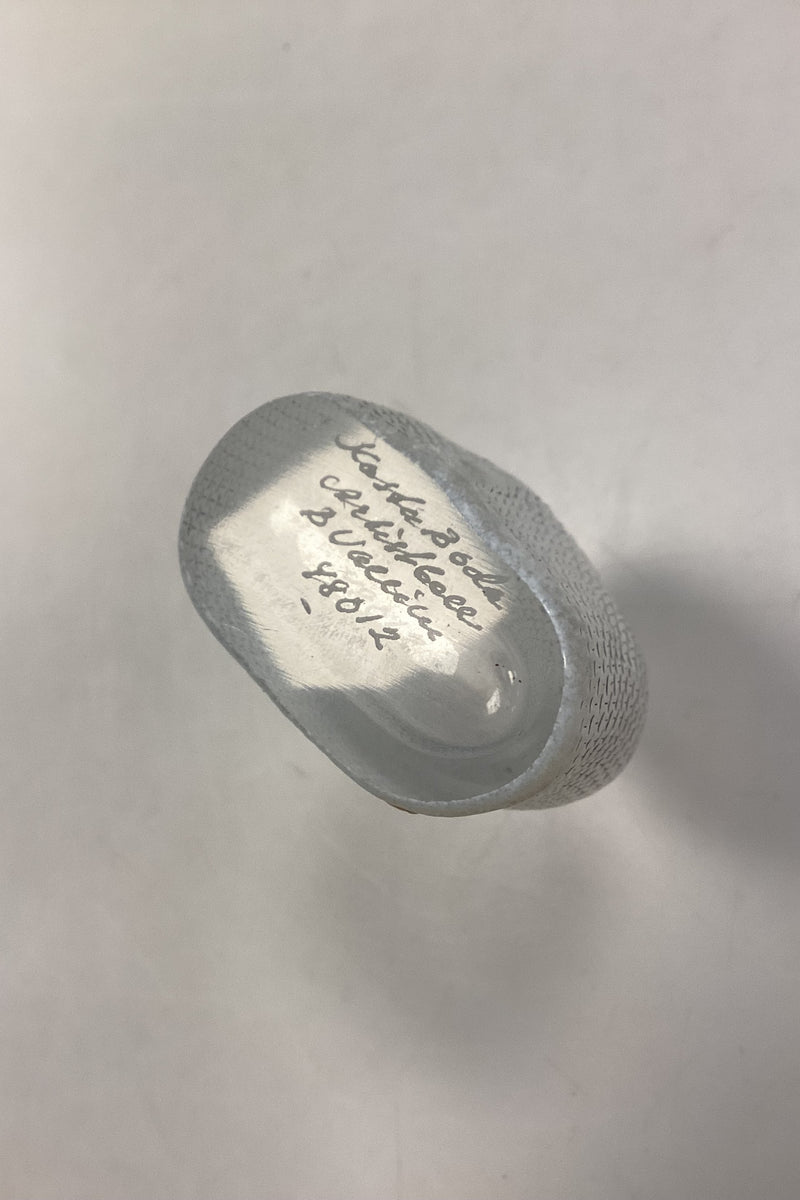 Kosta Boda
Artist Coll
B Vallien
48012